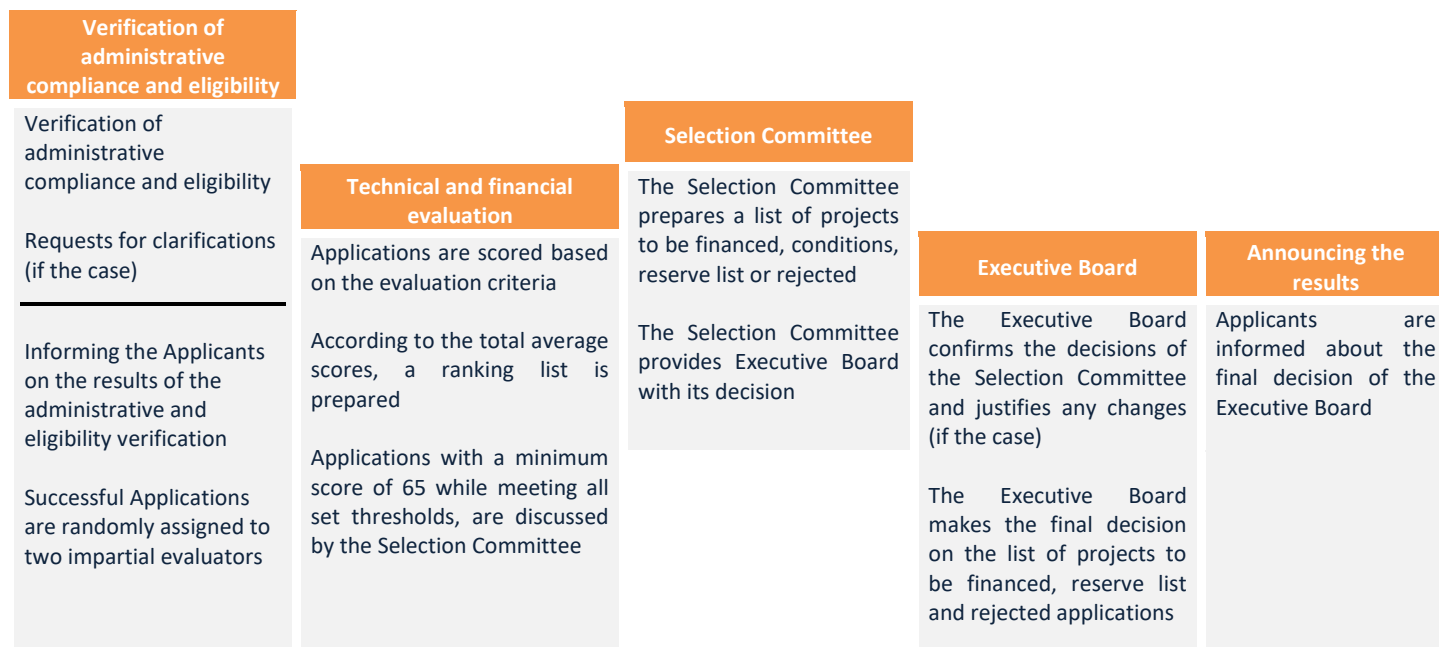 Verification of
administrative
compliance and eligibility
Verification of
administrative
compliance and eligibility
Requests for clarifications
(if the case)
Informing the Applicants
on the results of the
administrative and
eligibility verification
Successful Applications
are randomly assigned to
two impartial evaluators
Technical and financial
evaluation
Applications are scored based
on the evaluation criteria
According to the total average
scores, a ranking list is
prepared
Applications with a minimum
score of 65 while meeting all
set thresholds, are discussed
by the Selection Committee
Selection Committee
The Selection Committee
prepares a list of projects
to be financed, conditions,
reserve list or rejected
The Selection Committee
provides Executive Board
with its decision
Executive Board
The Executive Board
confirms the decisions of
the Selection Committee
and justifies any changes
(if the case)
The Executive Board
makes the final decision
on the list of projects to
be financed, reserve list
and rejected applications
Announcing the
results
Applicants are
informed about the
final decision of the
Executive Board